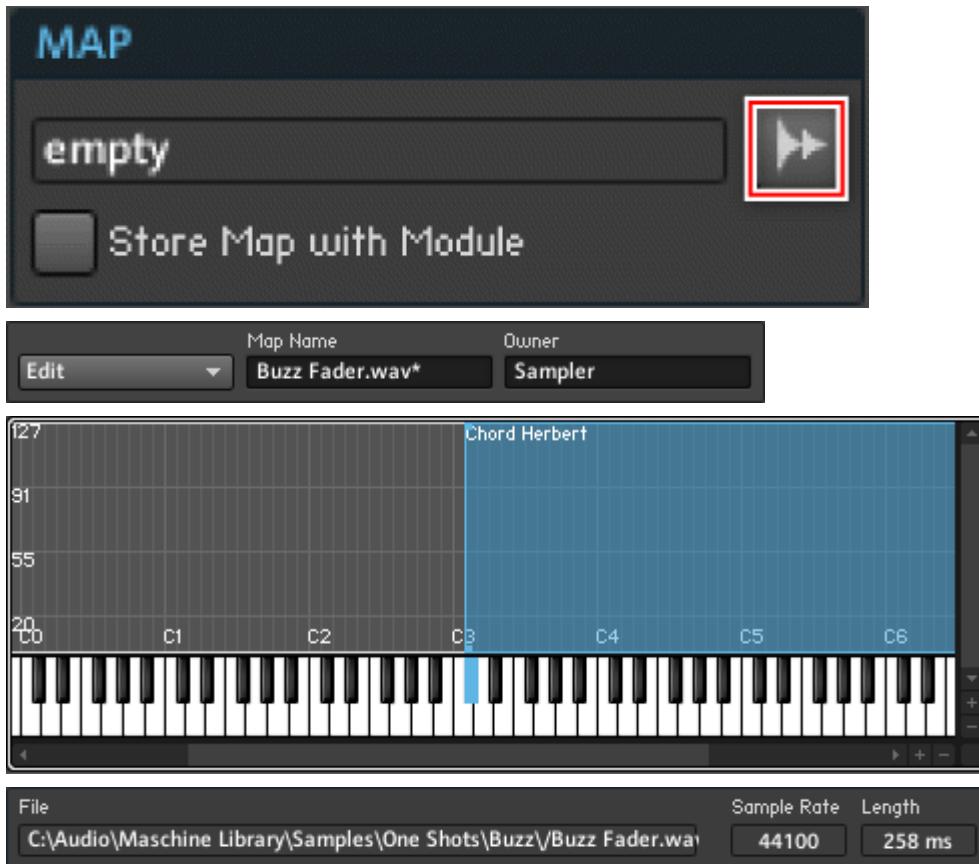 MAP
empty
Store Map with Module
Map Name Owner
Edit Buzz Fader.wav* Sampler
127 Chord Herbert
91
55
20
C0 C1 C2 C3 C4 C5 C6
File Sample Rate Length
C:\Audio\Maschine Library\Samples\One Shots\Buzz\/Buzz Fader.wav 44100 258 ms